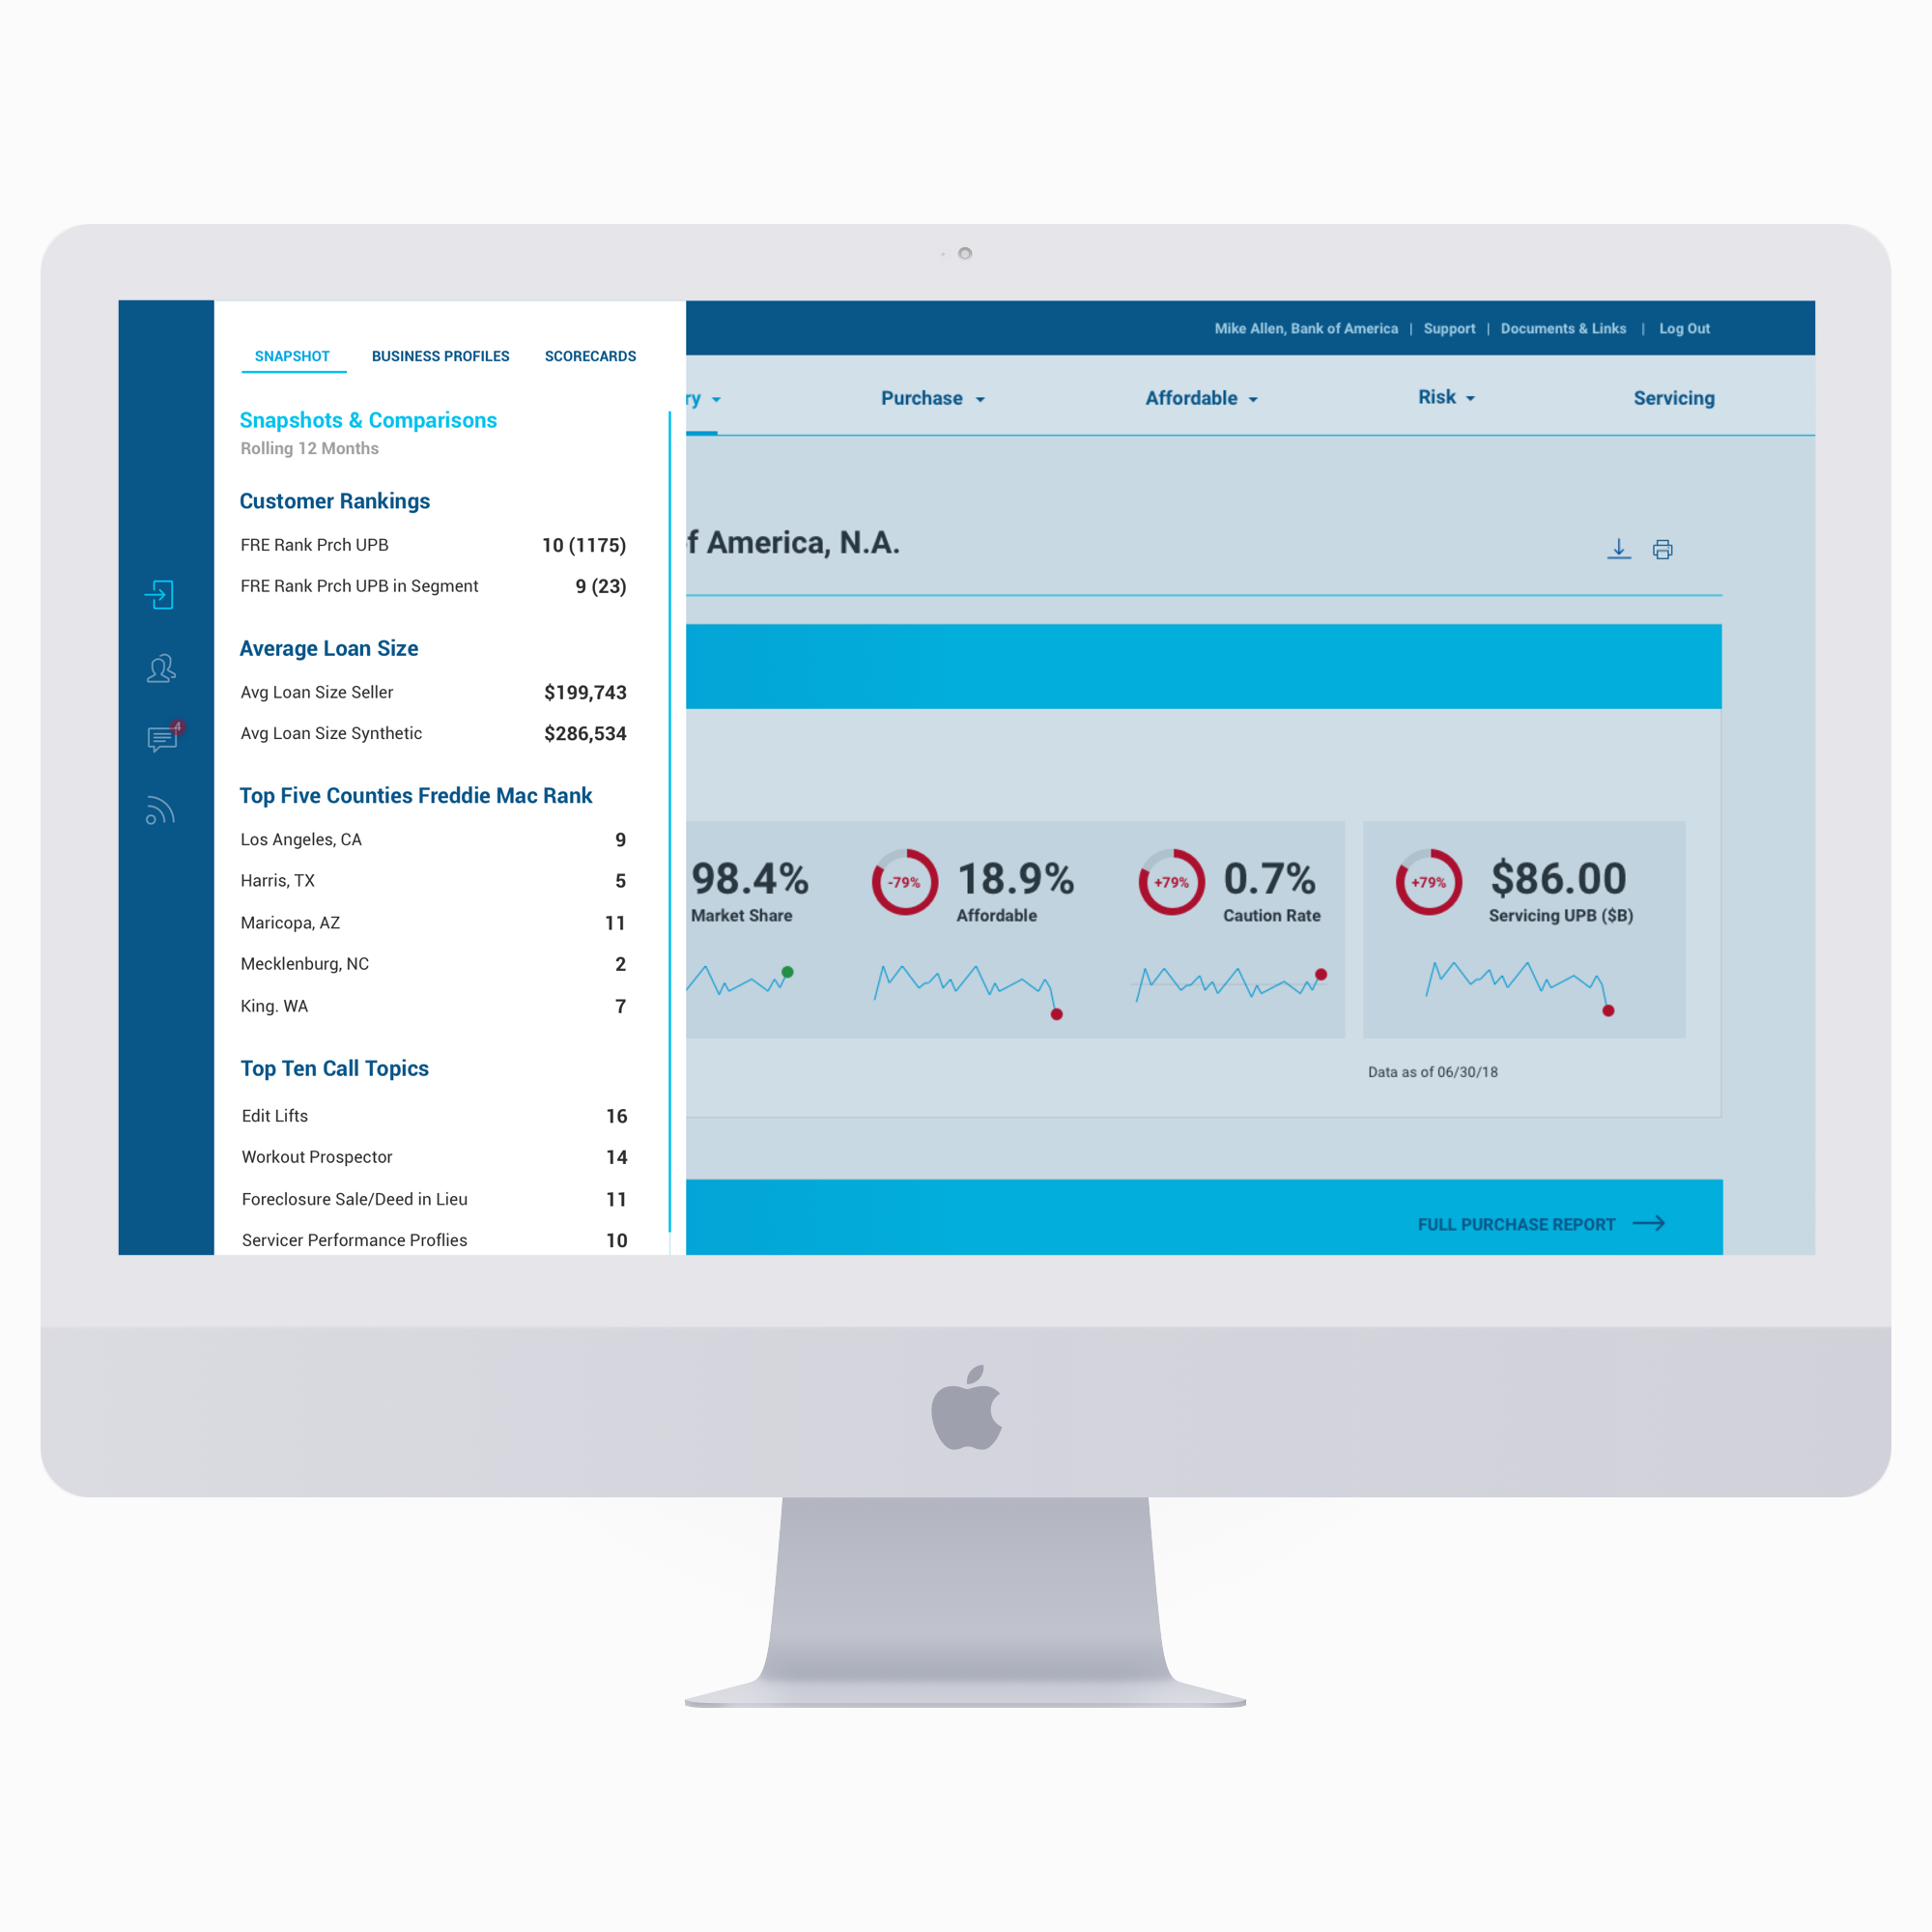 Mike Allen, Bank of America | Support | Documents & Links | Log Out
SNAPSHOT BUSINESS PROFILES SCORECARDS
ry Purchase Affordable Risk Servicing
Snapshots & Comparisons
Rolling 12 Months
Customer Rankings
FRE Rank Prch UPB 10 (1175)
FRE Rank Prch UPB in Segment 9 (23)
Average Loan Size
Avg Loan Size Seller $199,743
Avg Loan Size Synthetic $286,534
Top Five Counties Freddie Mac Rank
Los Angeles, CA 9
Harris, TX 5
Maricopa, AZ 11
Mecklenburg, NC 2
King. WA 7
Top Ten Call Topics
Edit Lifts 16
Workout Prospector 14
Foreclosure Sale/Deed in Lieu 11
Servicer Performance Proflies 10
4
f America, N.A.
98.4%
Market Share
-79%
18.9%
Affordable
+79%
0.7%
Caution Rate
+79%
$86.00
Servicing UPB ($B)
Data as of 06/30/18
FULL PURCHASE REPORT